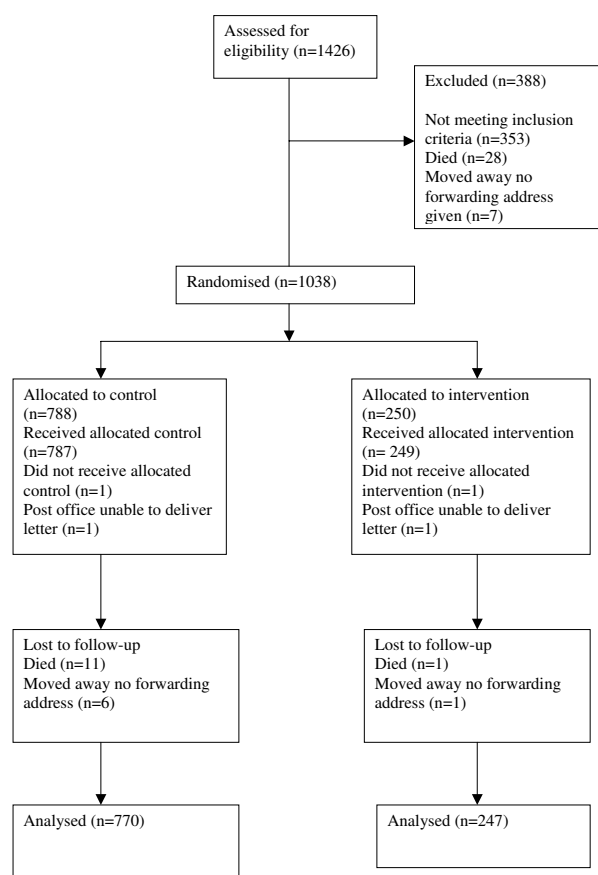 Assessed for
eligibility (n=1426)
Excluded (n=388)
Not meeting inclusion
criteria (n=353)
Died (n=28)
Moved away no
forwarding address
given (n=7)
Randomised (n=1038)
Allocated to control
(n=788)
Received allocated control
(n=787)
Did not receive allocated
control (n=1)
Post office unable to deliver
letter (n=1)
Allocated to intervention
(n=250)
Received allocated intervention
(n= 249)
Did not receive allocated
intervention (n=1)
Post office unable to deliver
letter (n=1)
Lost to follow-up
Died (n=11)
Moved away no forwarding
address (n=6)
Lost to follow-up
Died (n=1)
Moved away no forwarding
address (n=1)
Analysed (n=770)
Analysed (n=247)